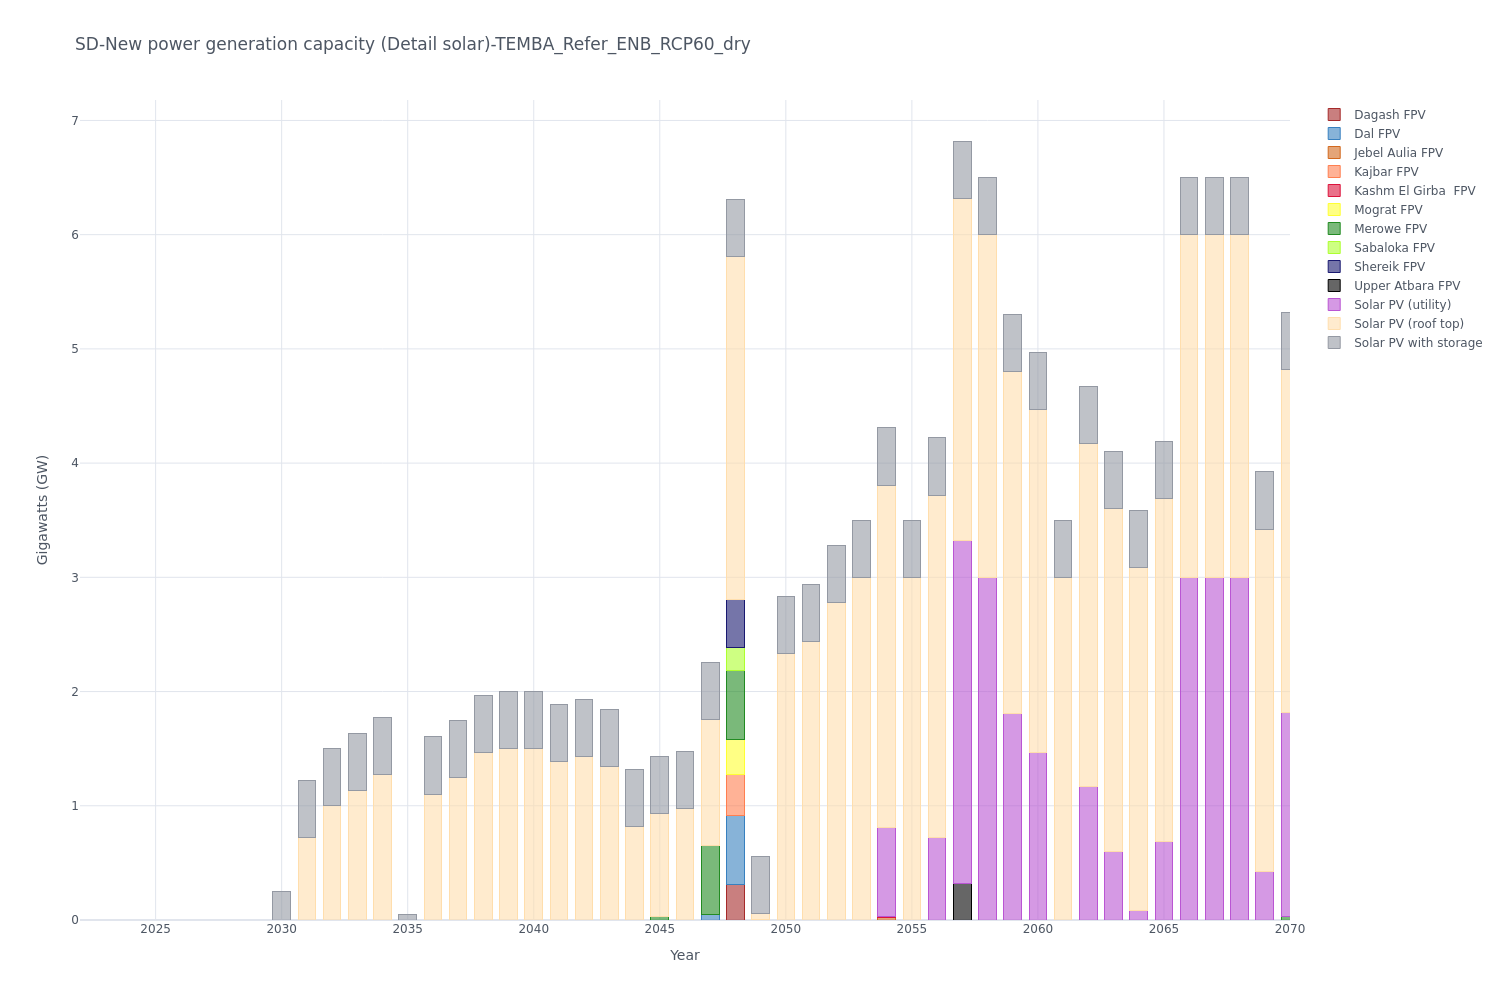 SD-New power generation capacity (Detail solar)-TEMBA_Refer_ENB_RCP60_dry
7
6
5
4
3
2
1
0
Gigawatts (GW)
2025 2030 2035 2040 2045 2050 2055 2060 2065 2070
Year
Dagash FPV
Dal FPV
Jebel Aulia FPV
Kajbar FPV
Kashm El Girba  FPV
Mograt FPV
Merowe FPV
Sabaloka FPV
Shereik FPV
Upper Atbara FPV
Solar PV (utility)
Solar PV (roof top)
Solar PV with storage